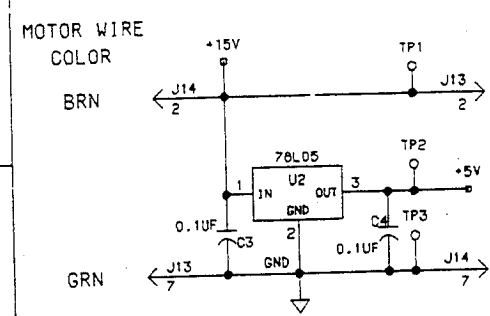 MOTOR WIRE
COLOR
+15V
TP1
BRN
J14
2
J13
2
78L05
TP2
+5V
1
IN
U2
OUT
3
GND
2
0.1UF
C3
C4
0.1UF
TP3
GRN
J13
7
GND
J14
7